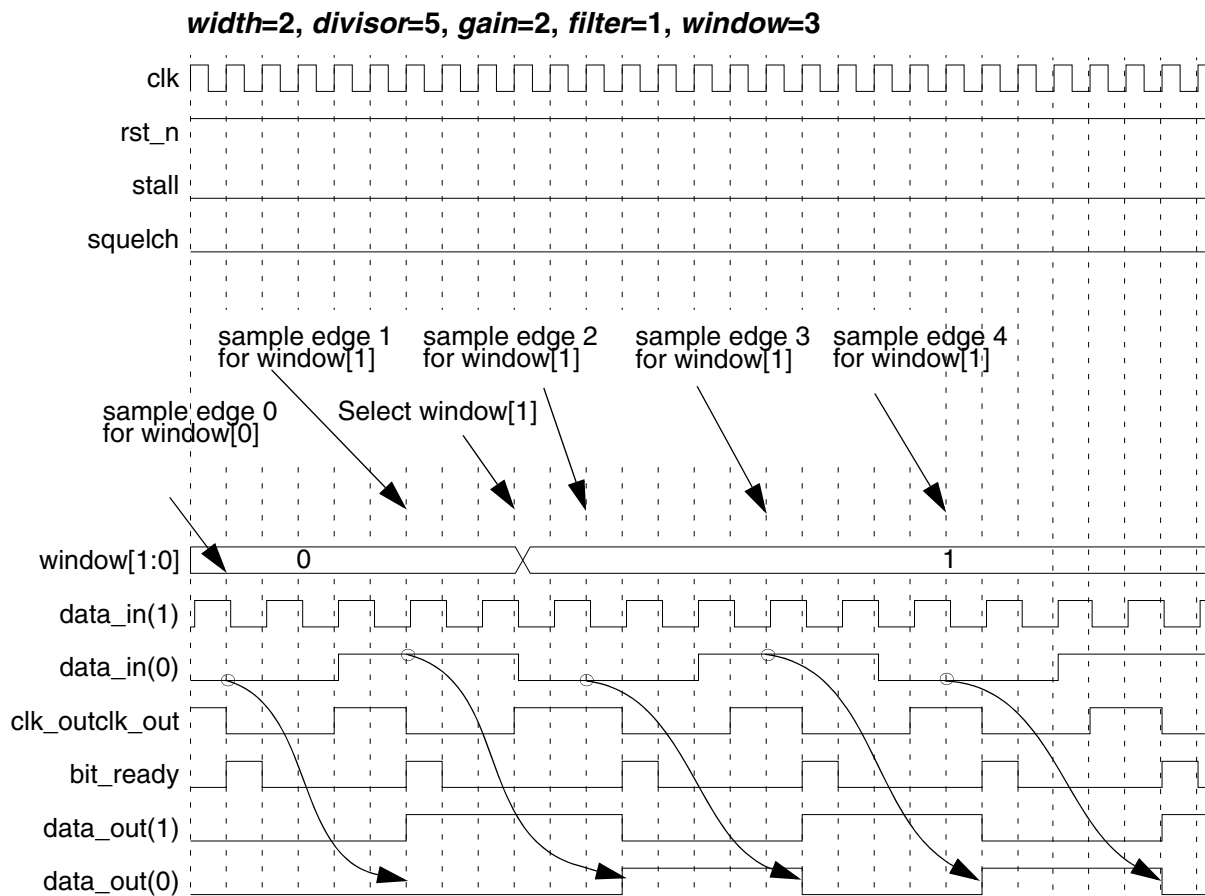 width=2, divisor=5, gain=2, filter=1, window=3
clk
rst_n
stall
squelch
sample edge 1
for window[1]
sample edge 2
for window[1]
sample edge 3
for window[1]
sample edge 4
for window[1]
sample edge 0
for window[0]
Select window[1]
window[1:0]
0
1
data_in(1)
data_in(0)
clk_outclk_out
bit_ready
data_out(1)
data_out(0)